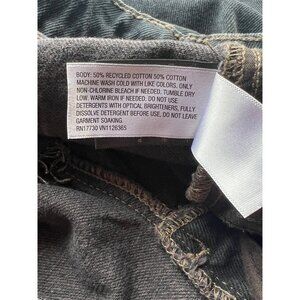 BODY: 50% RECYCLED COTTON 50% COTTON
MACHINE WASH COLD WITH LIKE COLORS. ONLY
NON-CHLORINE BLEACH IF NEEDED. TUMBLE DRY
LOW. WARM IRON IF NEEDED. DO NOT USE
DETERGENTS WITH OPTICAL BRIGHTENERS, FULLY
DISSOLVE DETERGENT BEFORE USE. DO NOT LEAVE
GARMENT SOAKING.
RN17730 VN1126365